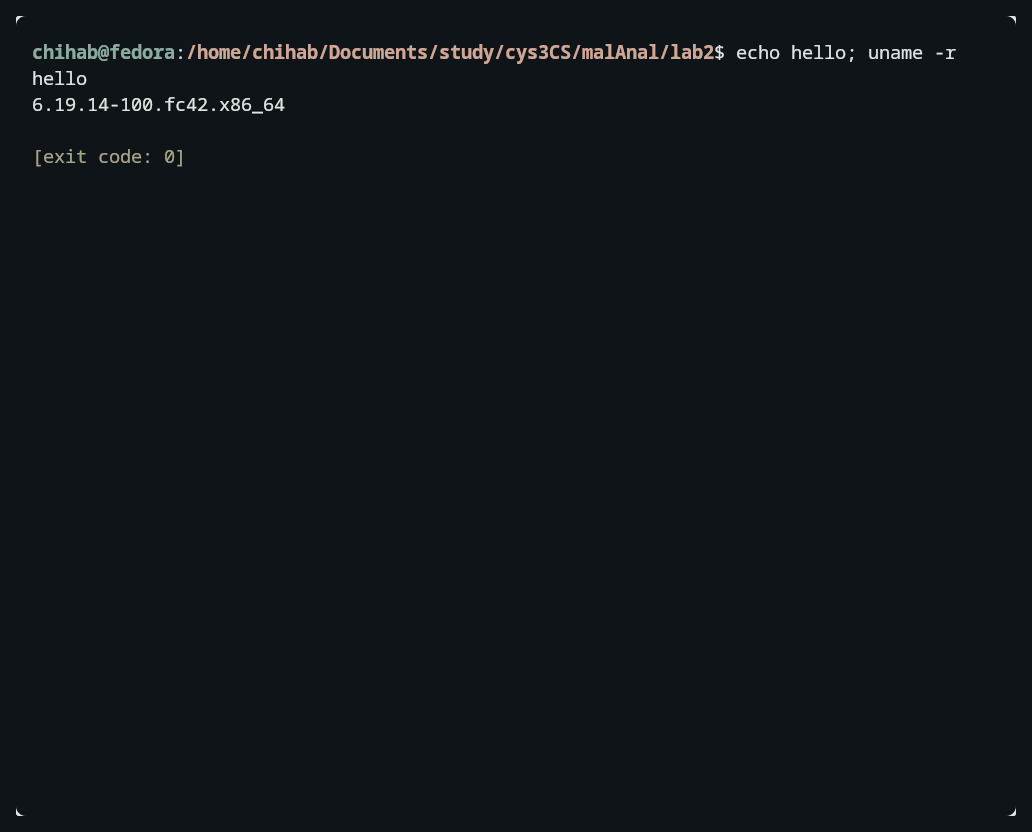 chihab@fedora:/home/chihab/Documents/study/cys3CS/malAnal/lab2$ echo hello; uname -r
hello
6.19.14-100.fc42.x86_64
[exit code: 0]